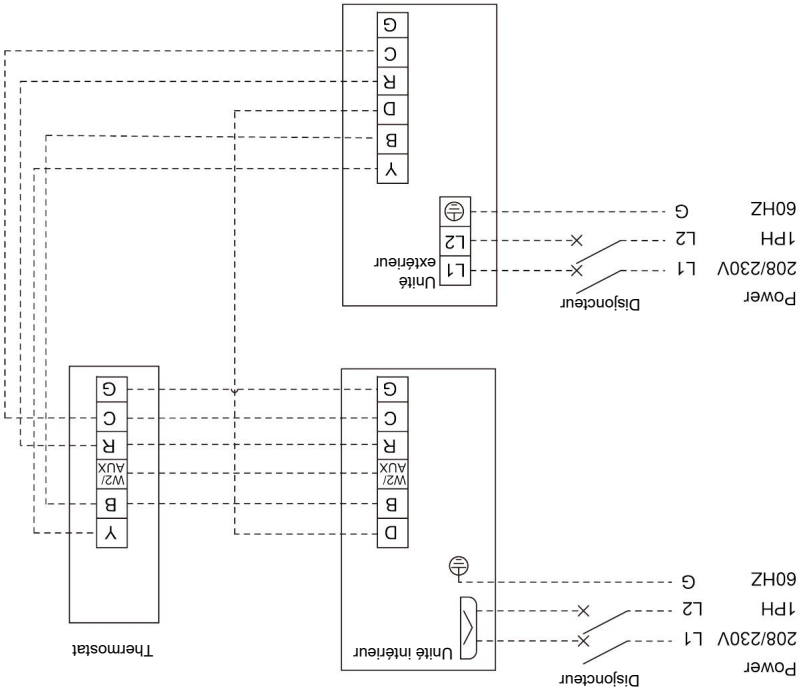 Disjoncteur
Power
208/230V L1
1PH L2
60HZ G
Unité intérieur
D
B
W2/
AUX
R
C
G
Thermostat
Y
B
W2/
AUX
R
C
G
Power
Disjoncteur
208/230V L1
1PH L2
60HZ G
L1
L2
Unité
extérieur
Y
B
D
R
C
G